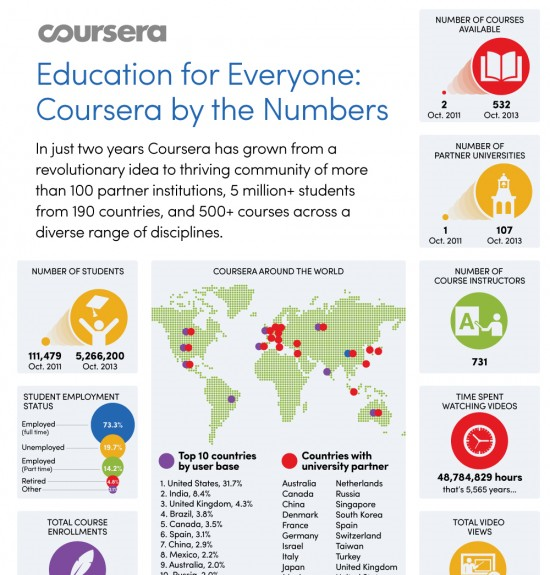 coursera
Education for Everyone:
Coursera by the Numbers
In just two years Coursera has grown from a
revolutionary idea to thriving community of more
than 100 partner institutions, 5 million+ students
from 190 countries, and 500+ courses across a
diverse range of disciplines.
NUMBER OF COURSES
AVAILABLE
2
Oct. 2011
532
Oct. 2013
NUMBER OF
PARTNER UNIVERSITIES
1
Oct. 2011
107
Oct. 2013
NUMBER OF STUDENTS
111,479
Oct. 2011
5,266,200
Oct. 2013
STUDENT EMPLOYMENT
STATUS
Employed
(full time)
73.3%
Unemployed
19.7%
Employed
(Part time)
14.2%
Retired
4.8%
Other
TOTAL COURSE
ENROLLMENTS
COURSERA AROUND THE WORLD
Top 10 countries
by user base
1. United States, 31.7%
2. India, 8.4%
3. United Kingdom, 4.3%
4. Brazil, 3.8%
5. Canada, 3.5%
6. Spain, 3.1%
7. China, 2.9%
8. Mexico, 2.2%
9. Australia, 2.0%
10. Russia, 2.0%
Countries with
university partner
Australia
Canada
China
Denmark
France
Germany
Israel
Italy
Japan
Netherlands
Russia
Singapore
South Korea
Spain
Switzerland
Taiwan
Turkey
United Kingdom
NUMBER OF
COURSE INSTRUCTORS
A
731
TIME SPENT
WATCHING VIDEOS
48,784,829 hours
that's 5,565 years...
TOTAL VIDEO
VIEWS